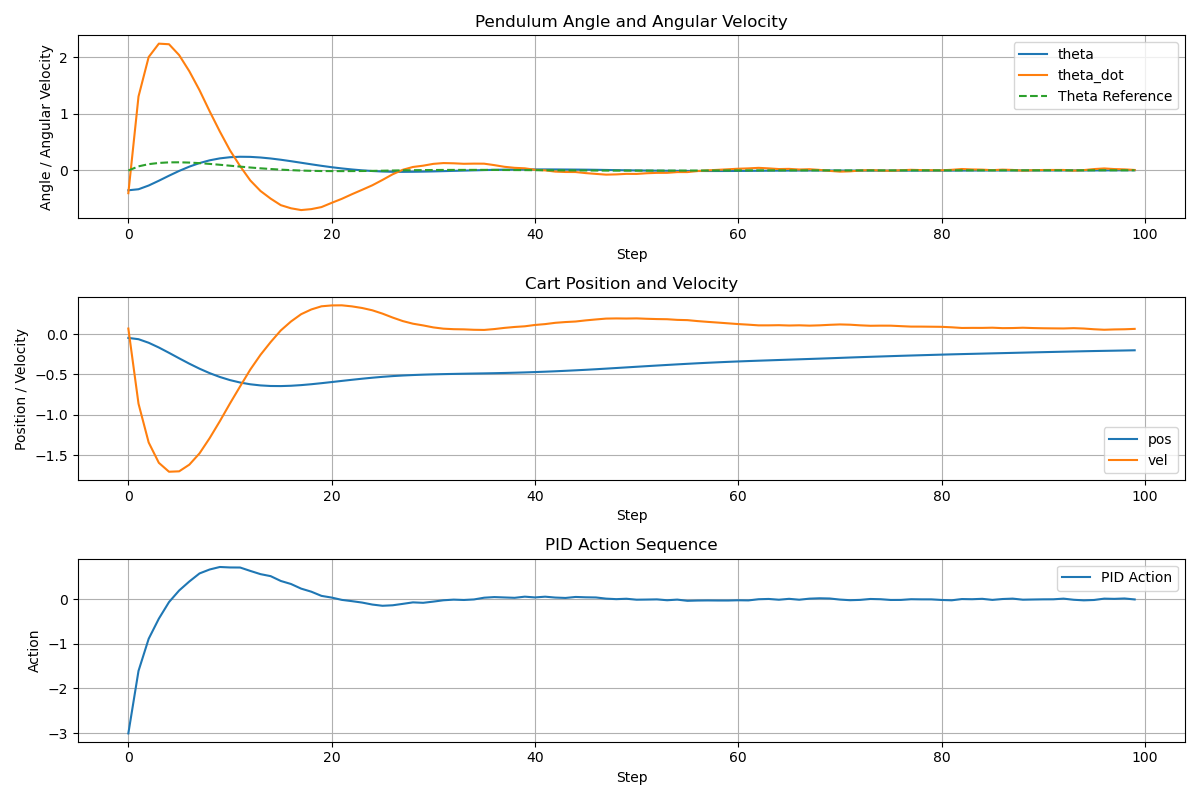 Pendulum Angle and Angular Velocity
Angle / Angular Velocity
2
1
0
theta
theta_dot
Theta Reference
0
20
40
60
80
100
Step
Cart Position and Velocity
Position / Velocity
0.0
−0.5
−1.0
−1.5
pos
vel
0
20
40
60
80
100
Step
PID Action Sequence
Action
0
−1
−2
−3
PID Action
0
20
40
60
80
100
Step